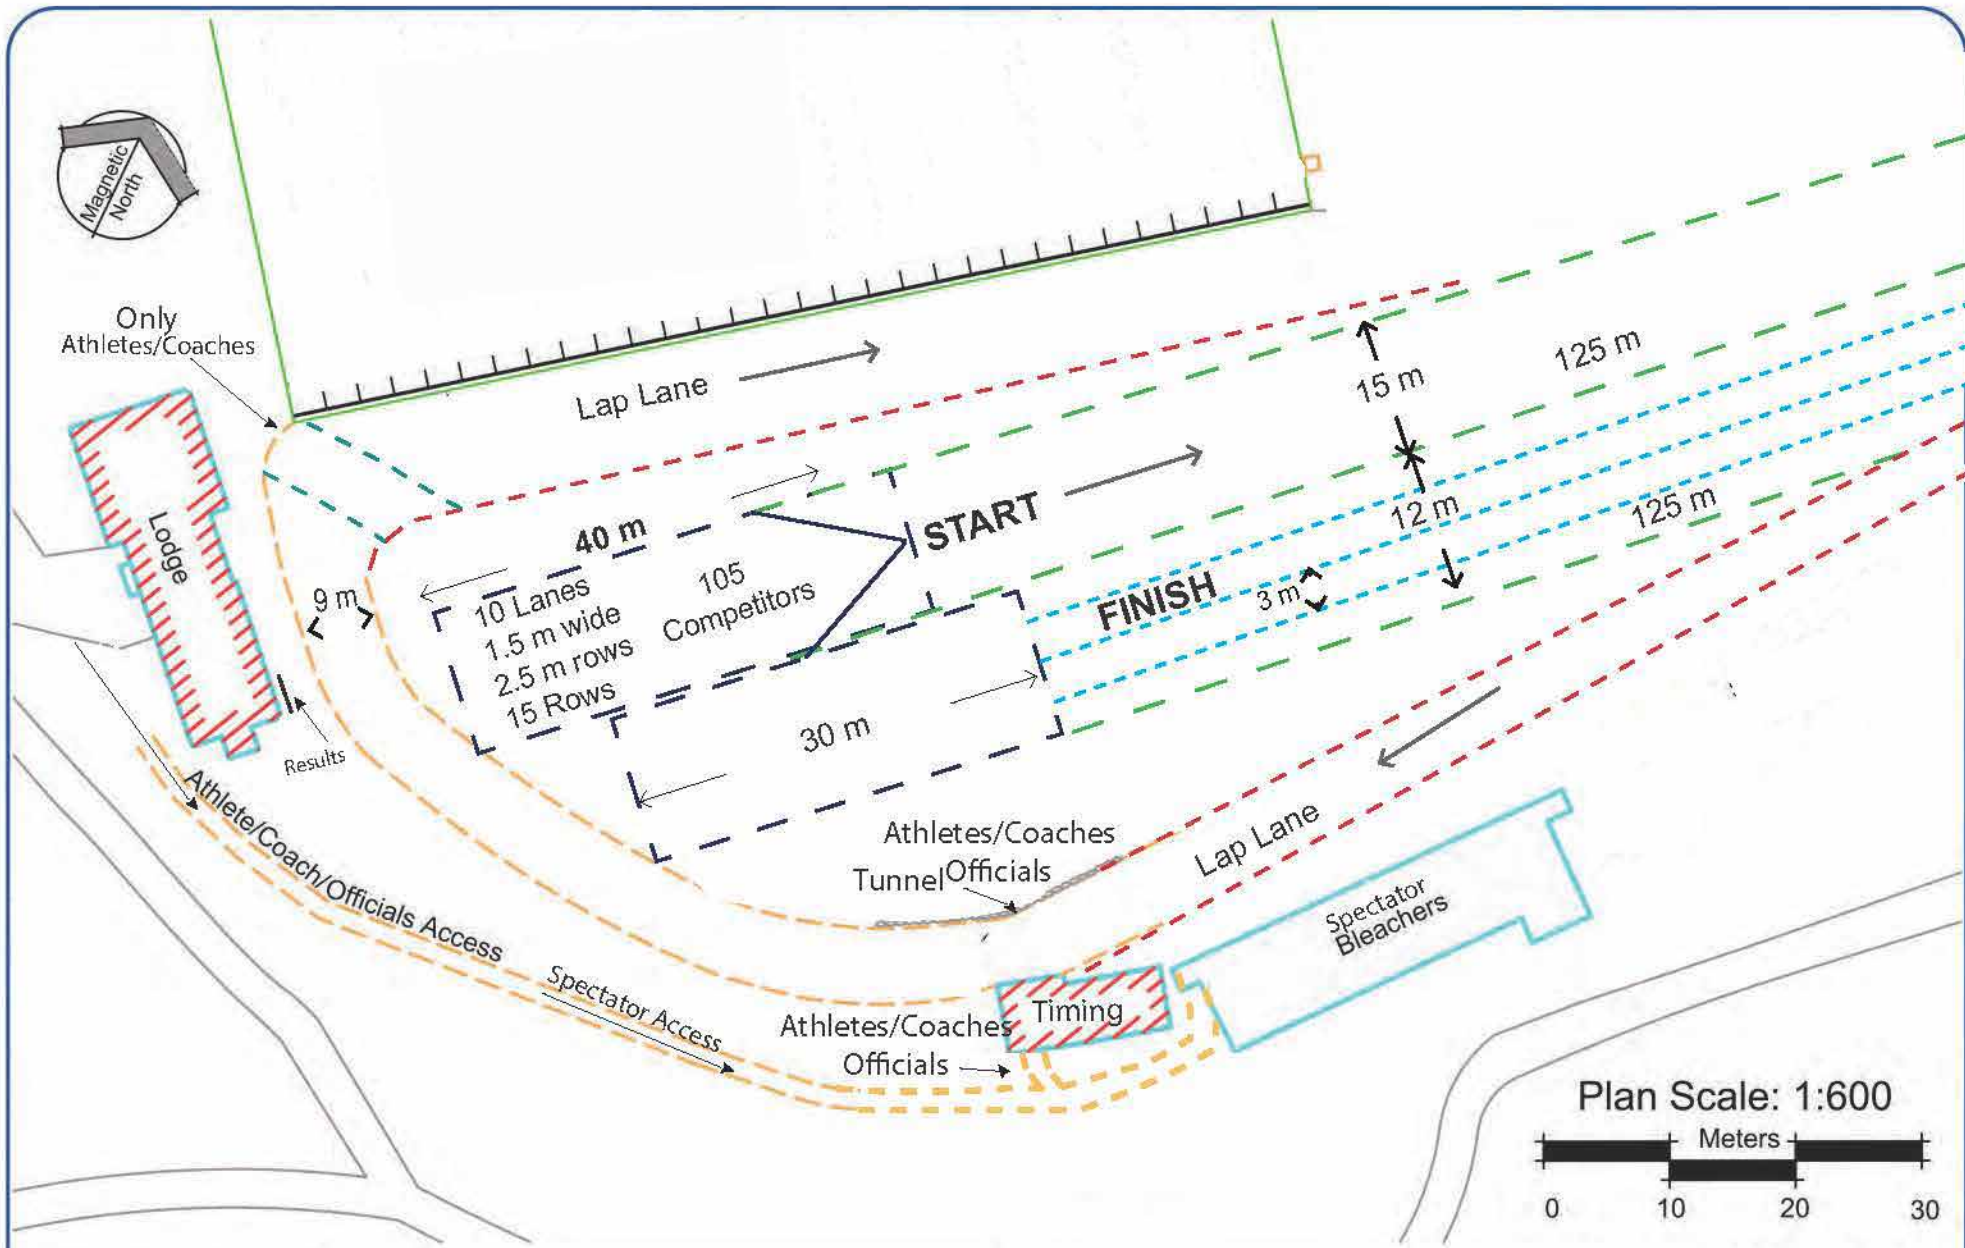 Magnetic
North
Only
Athletes/Coaches
Lap Lane
125 m
15 m
12 m
125 m
START
40 m
105
Competitors
10 Lanes
1.5 m wide
2.5 m rows
15 Rows
Lodge
9 m
FINISH
3 m
30 m
Results
Athlete/Coach/Officials Access
Athletes/Coaches
Officials
Tunnel
Lap Lane
Spectator
Bleachers
Spectator Access
Athletes/Coaches
Officials
Timing
Plan Scale: 1:600
Meters
0 10 20 30